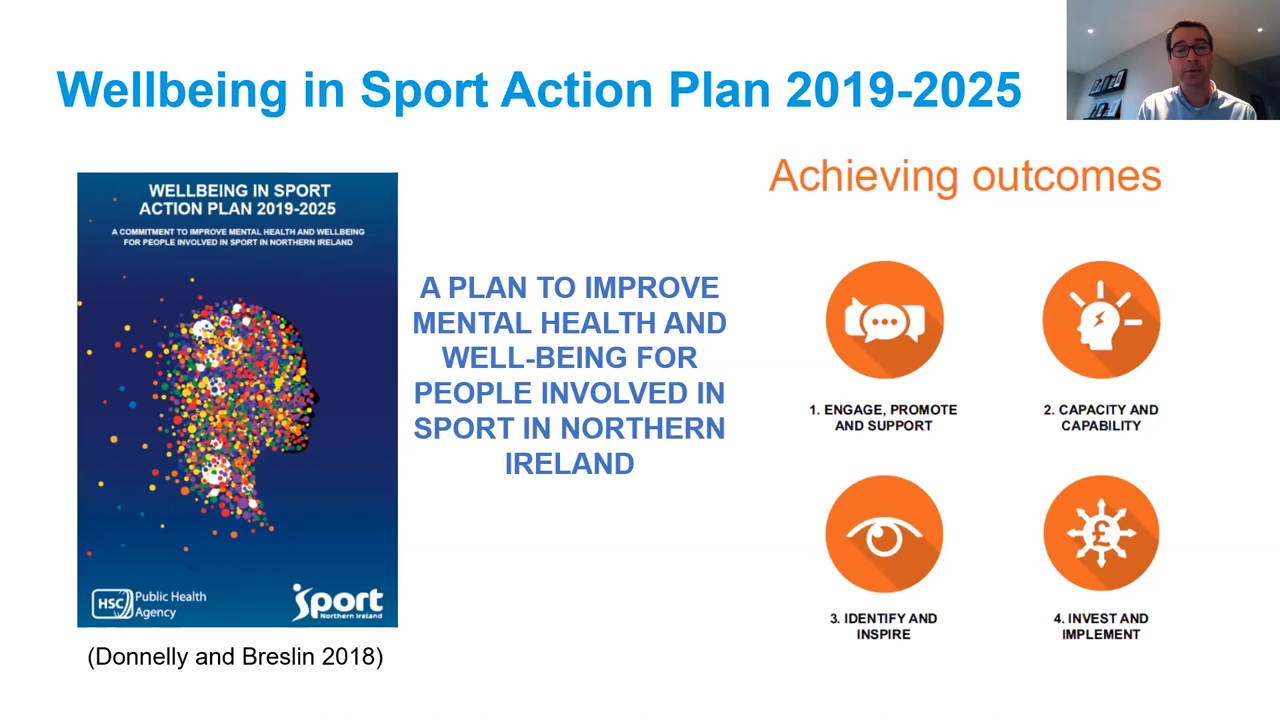 Wellbeing in Sport Action Plan 2019-2025
WELLBEING IN SPORT
ACTION PLAN 2019-2025
A COMMITMENT TO IMPROVE MENTAL HEALTH AND WELLBEING
FOR PEOPLE INVOLVED IN SPORT IN NORTHERN IRELAND
HSC Public Health
Agency
Sport
Northern Ireland
(Donnelly and Breslin 2018)
A PLAN TO IMPROVE
MENTAL HEALTH AND
WELL-BEING FOR
PEOPLE INVOLVED IN
SPORT IN NORTHERN
IRELAND
Achieving outcomes
1. ENGAGE, PROMOTE
AND SUPPORT
2. CAPACITY AND
CAPABILITY
3. IDENTIFY AND
INSPIRE
£
4. INVEST AND
IMPLEMENT